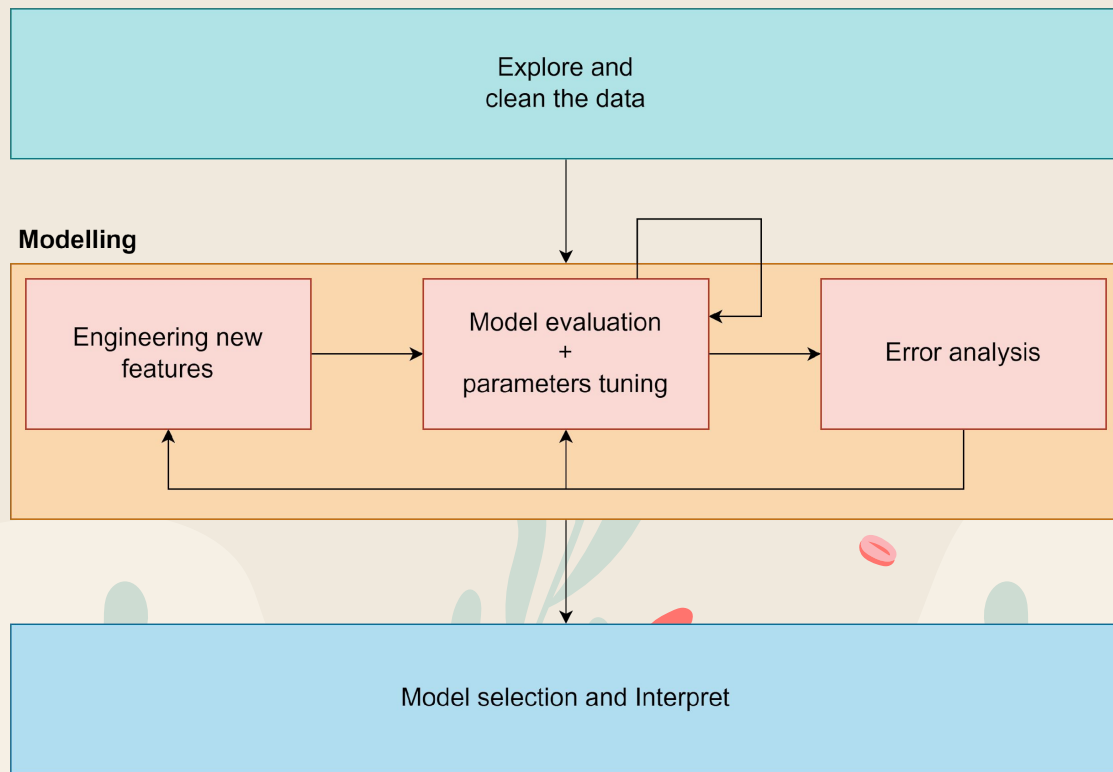 Explore and
clean the data
Modelling
Engineering new
features
Model evaluation
+
parameters tuning
Error analysis
Model selection and Interpret